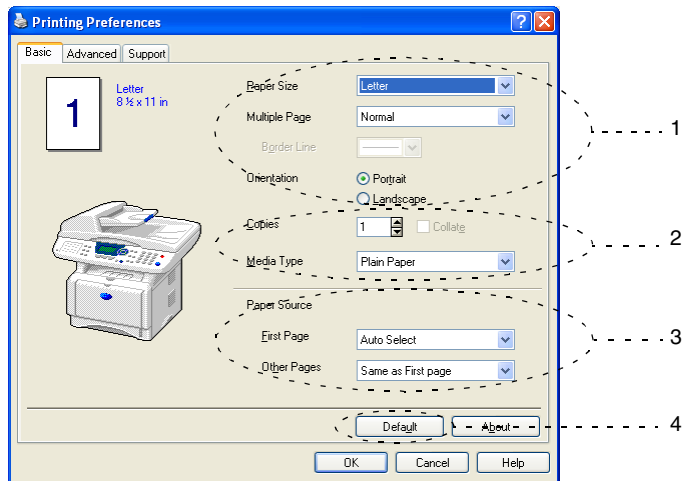 Printing Preferences
Basic Advanced Support
1
Letter
8 ½ x 11 in
Paper Size Letter
Multiple Page Normal
Border Line
Orientation Portrait
Landscape
1
Copies 1 Collate
2
Media Type Plain Paper
Paper Source
First Page Auto Select
3
Other Pages Same as First page
Default About
4
OK Cancel Help